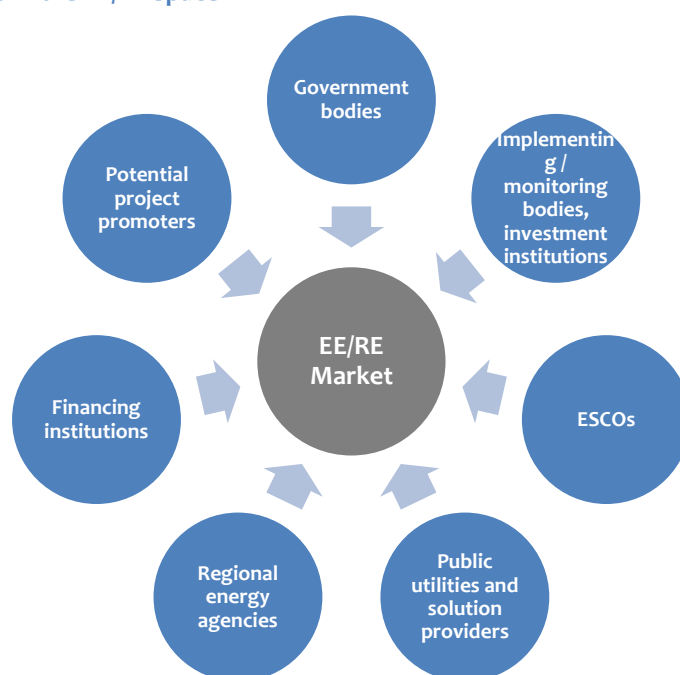 Government
bodies
Implementin
g /
monitoring
bodies,
investment
institutions
Potential
project
promoters
EE/RE
Market
Financing
institutions
ESCOs
Regional
energy
agencies
Public
utilities and
solution
providers